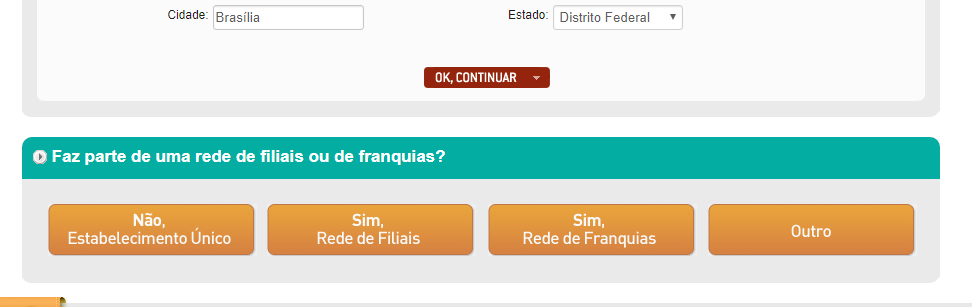 Cidade: Brasília Estado: Distrito Federal
OK, CONTINUAR
Faz parte de uma rede de filiais ou de franquias?
Não, Sim, Sim,
Estabelecimento Único Rede de Filiais Rede de Franquias Outro